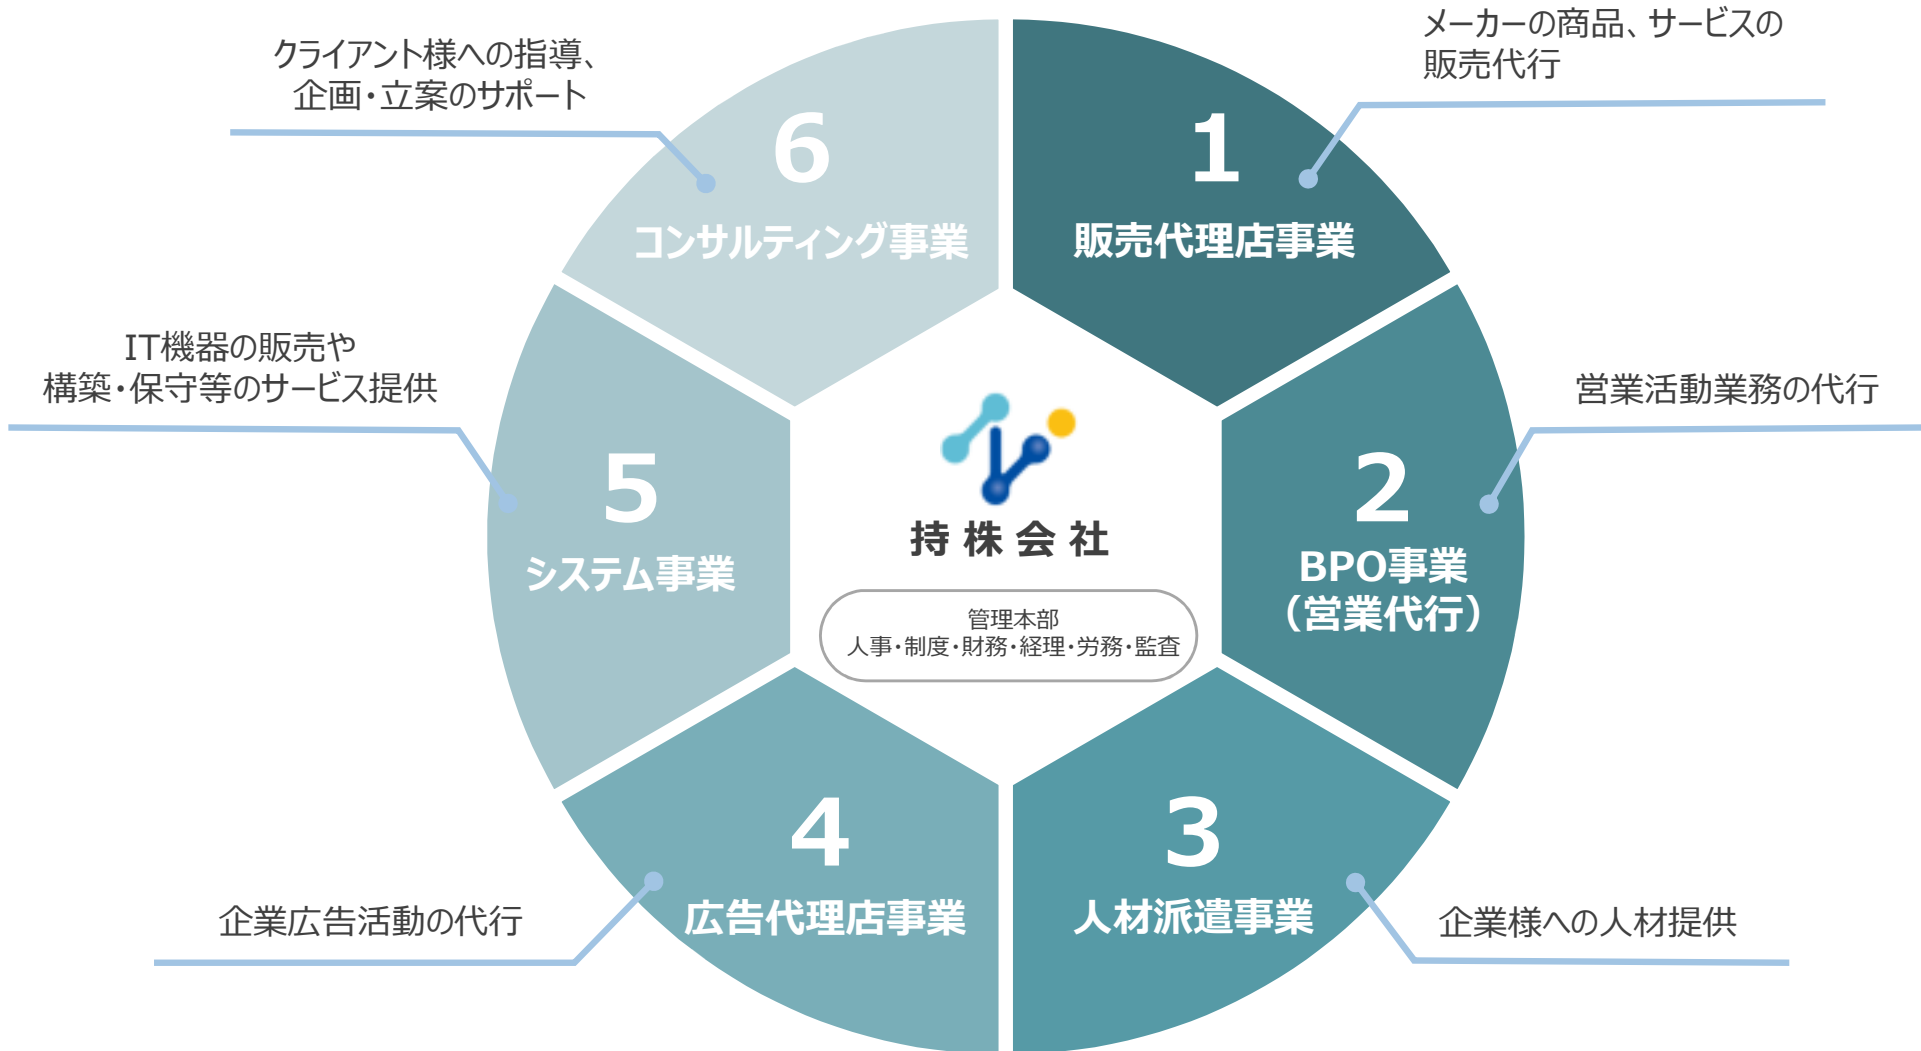 メーカーの商品、サービスの
販売代行
1
販売代理店事業
営業活動業務の代行
2
BPO事業
（営業代行）
企業様への人材提供
3
人材派遣事業
企業広告活動の代行
4
広告代理店事業
IT機器の販売や
構築・保守等のサービス提供
5
システム事業
クライアント様への指導、
企画・立案のサポート
6
コンサルティング事業
持株会社
管理本部
人事・制度・財務・経理・労務・監査